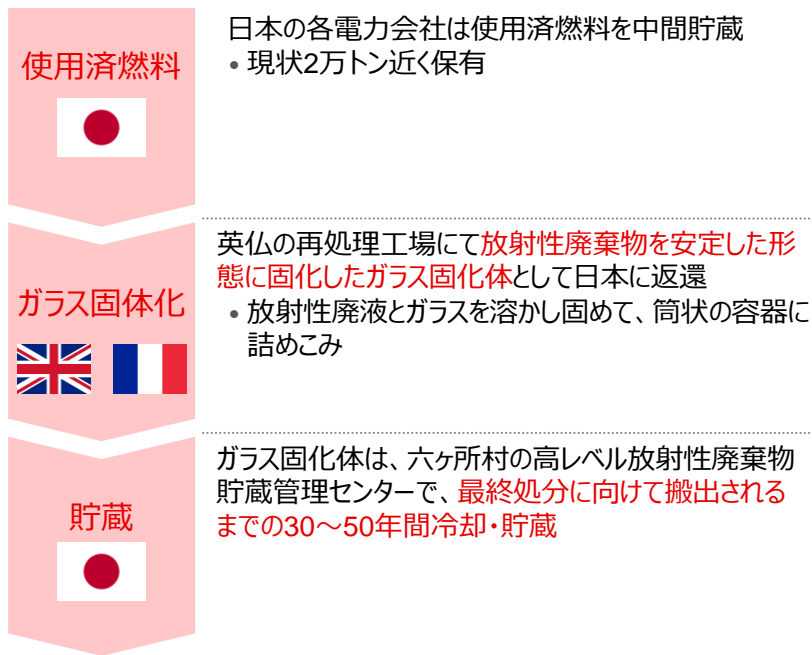 使用済燃料
日本の各電力会社は使用済燃料を中間貯蔵
• 現状2万トン近く保有
ガラス固体化
英仏の再処理工場にて放射性廃棄物を安定した形
態に固化したガラス固化体として日本に返還
• 放射性廃液とガラスを溶かし固めて、筒状の容器に
詰めこみ
貯蔵
ガラス固化体は、六ヶ所村の高レベル放射性廃棄物
貯蔵管理センターで、最終処分に向けて搬出される
までの30～50年間冷却・貯蔵